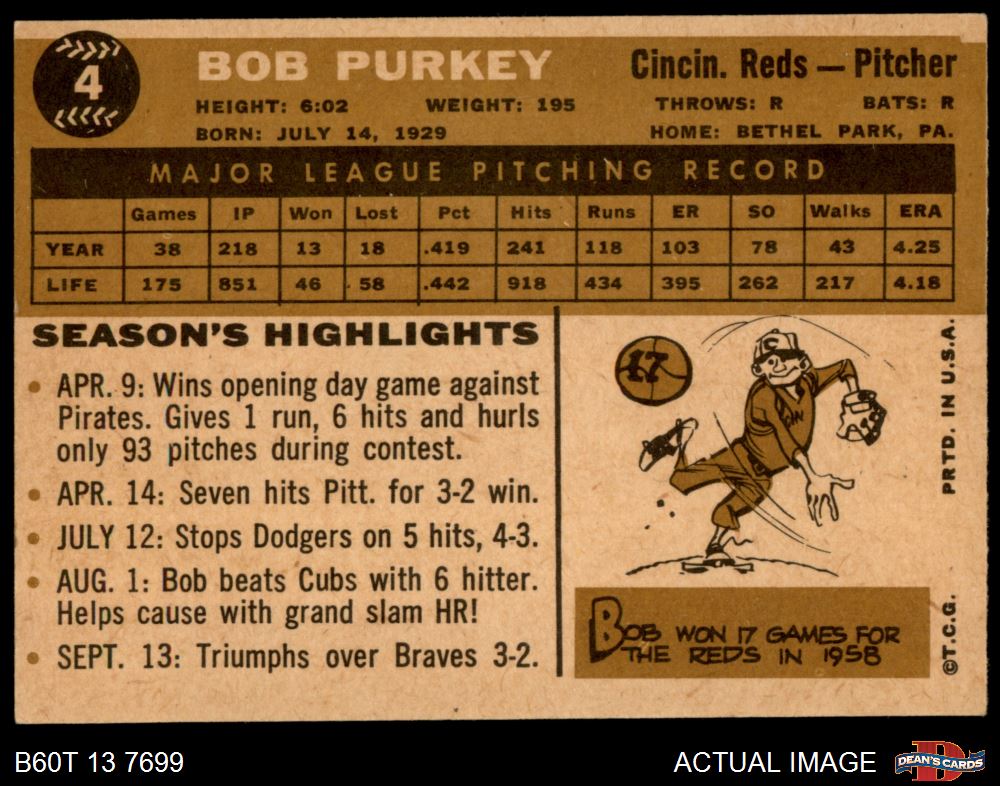 4
BOB PURKEY
Cincin. Reds — Pitcher
HEIGHT: 6:02 WEIGHT: 195 THROWS: R BATS: R
BORN: JULY 14, 1929 HOME: BETHEL PARK, PA.
MAJOR LEAGUE PITCHING RECORD
Games IP Won Lost Pct Hits Runs ER SO Walks ERA
YEAR 38 218 13 18 .419 241 118 103 78 43 4.25
LIFE 175 851 46 58 .442 918 434 395 262 217 4.18
SEASON'S HIGHLIGHTS
• APR. 9: Wins opening day game against
Pirates. Gives 1 run, 6 hits and hurls
only 93 pitches during contest.
• APR. 14: Seven hits Pitt. for 3-2 win.
• JULY 12: Stops Dodgers on 5 hits, 4-3.
• AUG. 1: Bob beats Cubs with 6 hitter.
Helps cause with grand slam HR!
• SEPT. 13: Triumphs over Braves 3-2.
17
C
CIN
BOB WON 17 GAMES FOR
THE REDS IN 1958
©T.C.G. PRTD. IN U.S.A.
B60T 13 7699
ACTUAL IMAGE
D
DEAN'S CARDS